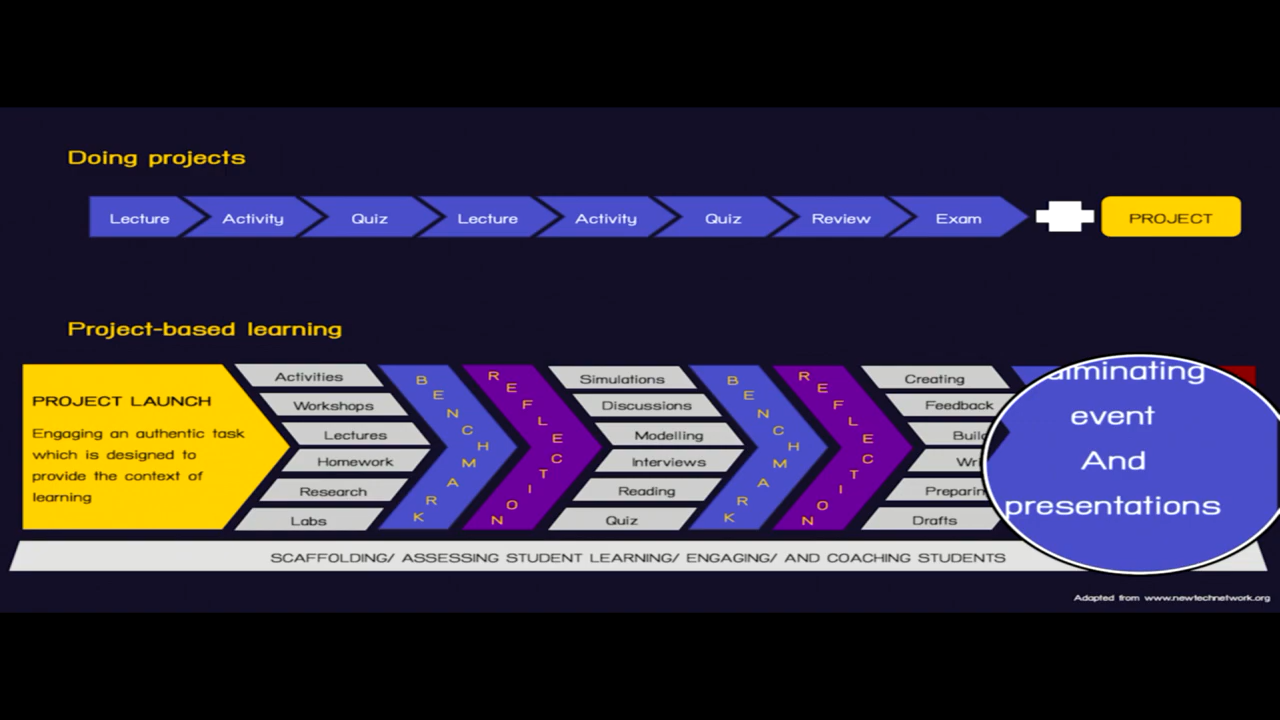 Doing projects
Lecture Activity Quiz Lecture Activity Quiz Review Exam PROJECT
Project-based learning
PROJECT LAUNCH
Engaging an authentic task
which is designed to
provide the context of
learning
Activities
Workshops
Lectures
Homework
Research
Labs
BENCHMARK
REFLECTION
Simulations
Discussions
Modelling
Interviews
Reading
Quiz
BENCHMARK
REFLECTION
Creating
Feedback
Drafts
event
And
presentations
SCAFFOLDING/ ASSESSING STUDENT LEARNING/ ENGAGING/ AND COACHING STUDENTS
Adapted from www.newtechnetwork.org